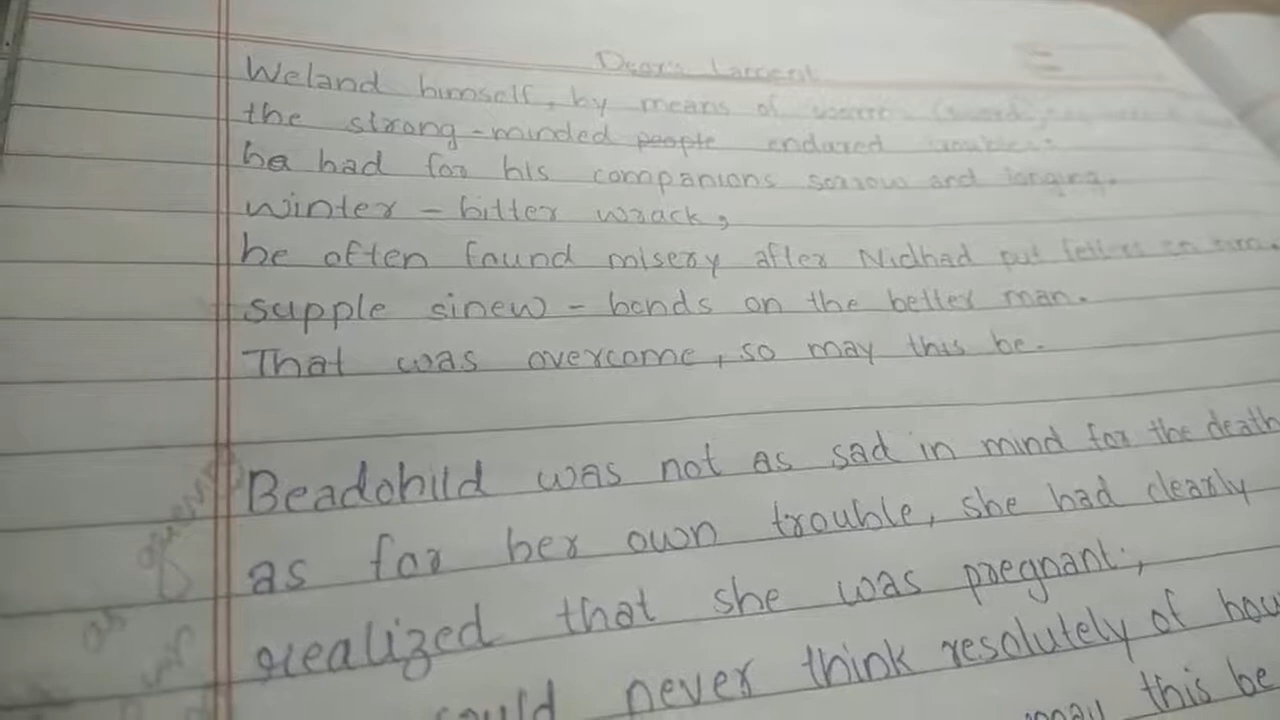 Deor's Lament
Weland himself, by means of
the strong-minded people endured
he had for his companions sorrow and longing.
winter - bitter wrack,
he often found misery after Nidhad put fetters on
supple sinew - bonds on the better man.
That was overcome, so may this be.
Beadohild was not as sad in mind for the death
as for her own trouble, she had clearly
realized that she was pregnant;
could never think resolutely of how
may this be